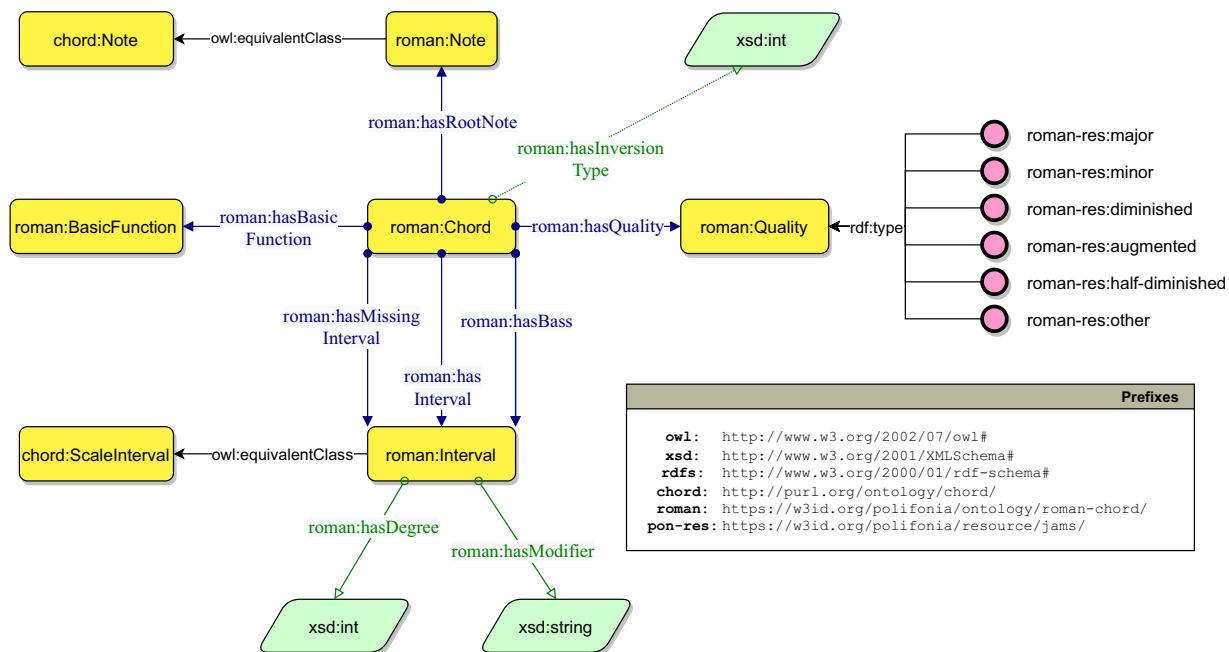 chord:Note
owl:equivalentClass
roman:Note
xsd:int
roman:hasRootNote
roman:hasInversion
Type
roman-res:major
roman-res:minor
roman-res:diminished
roman-res:augmented
roman-res:half-diminished
roman-res:other
roman:BasicFunction
roman:hasBasic
Function
roman:Chord
roman:hasQuality
roman:Quality
rdf:type
roman:hasMissing
Interval
roman:has
Interval
roman:hasBass
chord:ScaleInterval
owl:equivalentClass
roman:Interval
roman:hasDegree
roman:hasModifier
xsd:int
xsd:string
Prefixes
owl: http://www.w3.org/2002/07/owl#
xsd: http://www.w3.org/2001/XMLSchema#
rdfs: http://www.w3.org/2000/01/rdf-schema#
chord: http://purl.org/ontology/chord/
roman: https://w3id.org/polifonia/ontology/roman-chord/
pon-res: https://w3id.org/polifonia/resource/jams/